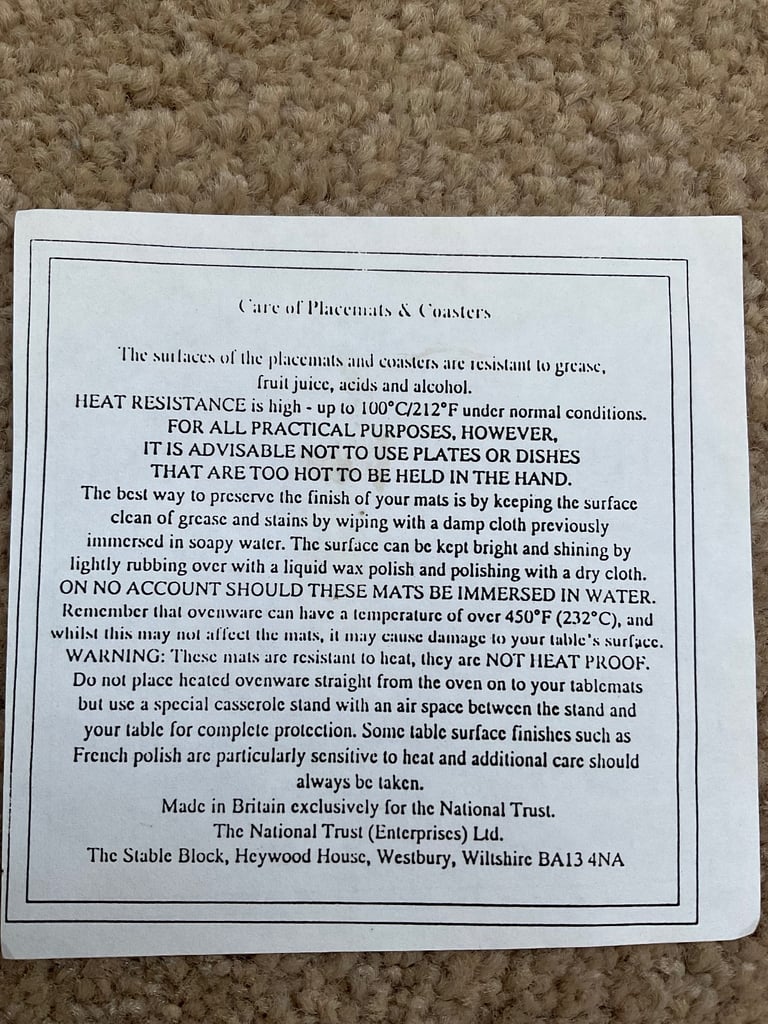 Care of Placemats & Coasters
The surfaces of the placemats and coasters are resistant to grease,
fruit juice, acids and alcohol.
HEAT RESISTANCE is high - up to 100°C/212°F under normal conditions.
FOR ALL PRACTICAL PURPOSES, HOWEVER,
IT IS ADVISABLE NOT TO USE PLATES OR DISHES
THAT ARE TOO HOT TO BE HELD IN THE HAND.
The best way to preserve the finish of your mats is by keeping the surface
clean of grease and stains by wiping with a damp cloth previously
immersed in soapy water. The surface can be kept bright and shining by
lightly rubbing over with a liquid wax polish and polishing with a dry cloth.
ON NO ACCOUNT SHOULD THESE MATS BE IMMERSED IN WATER.
Remember that ovenware can have a temperature of over 450°F (232°C), and
whilst this may not affect the mats, it may cause damage to your table's surface.
WARNING: These mats are resistant to heat, they are NOT HEAT PROOF.
Do not place heated ovenware straight from the oven on to your tablemats
but use a special casserole stand with an air space between the stand and
your table for complete protection. Some table surface finishes such as
French polish are particularly sensitive to heat and additional care should
always be taken.
Made in Britain exclusively for the National Trust.
The National Trust (Enterprises) Ltd.
The Stable Block, Heywood House, Westbury, Wiltshire BA13 4NA